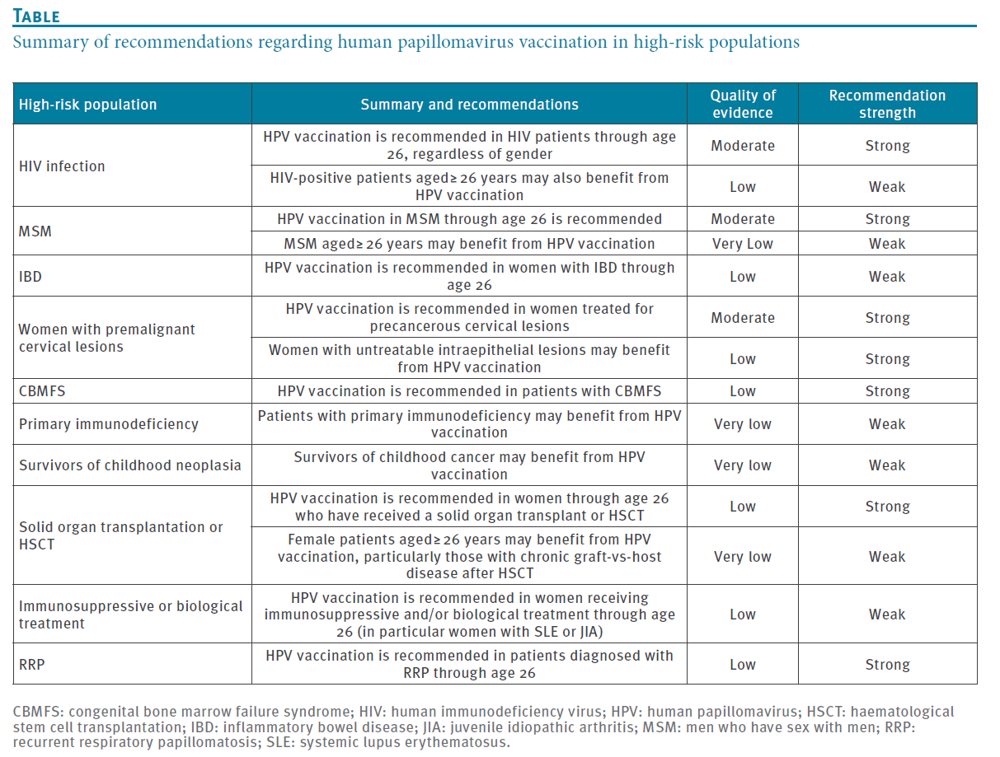 TABLE
Summary of recommendations regarding human papillomavirus vaccination in high-risk populations
High-risk population
Summary and recommendations
Quality of
evidence
Recommendation
strength
HIV infection
HPV vaccination is recommended in HIV patients through age
26, regardless of gender
Moderate
Strong
HIV-positive patients aged≥ 26 years may also benefit from
HPV vaccination
Low
Weak
MSM
HPV vaccination in MSM through age 26 is recommended
Moderate
Strong
MSM aged≥ 26 years may benefit from HPV vaccination
Very Low
Weak
IBD
HPV vaccination is recommended in women with IBD through
age 26
Low
Weak
Women with premalignant
cervical lesions
HPV vaccination is recommended in women treated for
precancerous cervical lesions
Moderate
Strong
Women with untreatable intraepithelial lesions may benefit
from HPV vaccination
Low
Strong
CBMFS
HPV vaccination is recommended in patients with CBMFS
Low
Strong
Primary immunodeficiency
Patients with primary immunodeficiency may benefit from HPV
vaccination
Very low
Weak
Survivors of childhood neoplasia
Survivors of childhood cancer may benefit from HPV
vaccination
Very low
Weak
Solid organ transplantation or
HSCT
HPV vaccination is recommended in women through age 26
who have received a solid organ transplant or HSCT
Low
Strong
Female patients aged≥ 26 years may benefit from HPV
vaccination, particularly those with chronic graft-vs-host
disease after HSCT
Very low
Weak
Immunosuppressive or biological
treatment
HPV vaccination is recommended in women receiving
immunosuppressive and/or biological treatment through age
26 (in particular women with SLE or JIA)
Low
Weak
RRP
HPV vaccination is recommended in patients diagnosed with
RRP through age 26
Low
Strong
CBMFS: congenital bone marrow failure syndrome; HIV: human immunodeficiency virus; HPV: human papillomavirus; HSCT: haematological
stem cell transplantation; IBD: inflammatory bowel disease; JIA: juvenile idiopathic arthritis; MSM: men who have sex with men; RRP:
recurrent respiratory papillomatosis; SLE: systemic lupus erythematosus.